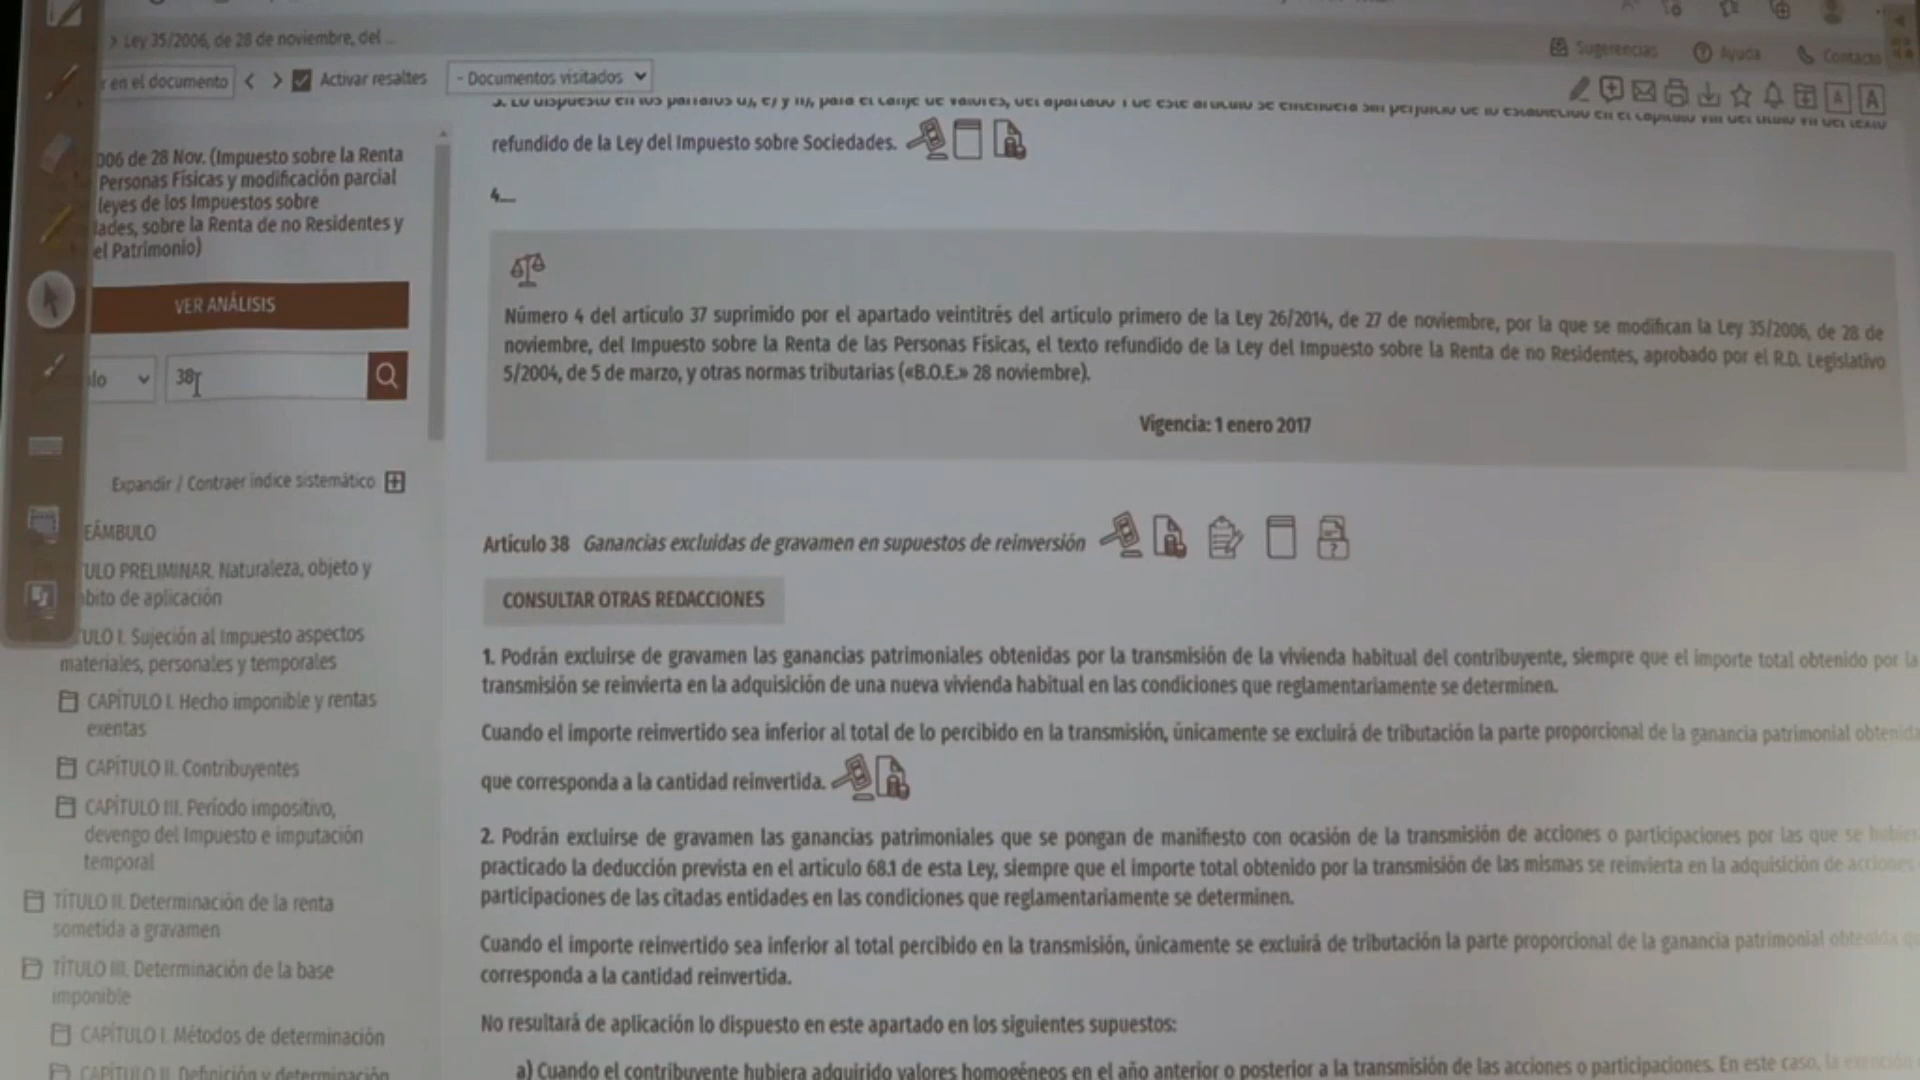 > Ley 35/2006, de 28 de noviembre, del ...
Sugerencias
Ayuda
Contacto
r en el documento
Activar resaltes
- Documentos visitados
006 de 28 Nov. (Impuesto sobre la Renta
Personas Físicas y modificación parcial
leyes de los Impuestos sobre
dades, sobre la Renta de no Residentes y
el Patrimonio)
VER ANÁLISIS
38
Expandir / Contraer índice sistemático
EÁMBULO
ULO PRELIMINAR. Naturaleza, objeto y
bito de aplicación
ULO I. Sujeción al Impuesto aspectos
materiales, personales y temporales
CAPÍTULO I. Hecho imponible y rentas
exentas
CAPÍTULO II. Contribuyentes
CAPÍTULO III. Período impositivo,
devengo del Impuesto e imputación
temporal
TÍTULO II. Determinación de la renta
sometida a gravamen
TÍTULO III. Determinación de la base
imponible
CAPÍTULO I. Métodos de determinación
CAPÍTULO II. Definición y determinación
refundido de la Ley del Impuesto sobre Sociedades.
4....
Número 4 del artículo 37 suprimido por el apartado veintitrés del artículo primero de la Ley 26/2014, de 27 de noviembre, por la que se modifican la Ley 35/2006, de 28 de
noviembre, del Impuesto sobre la Renta de las Personas Físicas, el texto refundido de la Ley del Impuesto sobre la Renta de no Residentes, aprobado por el R.D. Legislativo
5/2004, de 5 de marzo, y otras normas tributarias («B.O.E.» 28 noviembre).
Vigencia: 1 enero 2017
Artículo 38 Ganancias excluidas de gravamen en supuestos de reinversión
CONSULTAR OTRAS REDACCIONES
1. Podrán excluirse de gravamen las ganancias patrimoniales obtenidas por la transmisión de la vivienda habitual del contribuyente, siempre que el importe total obtenido por la
transmisión se reinvierta en la adquisición de una nueva vivienda habitual en las condiciones que reglamentariamente se determinen.
Cuando el importe reinvertido sea inferior al total de lo percibido en la transmisión, únicamente se excluirá de tributación la parte proporcional de la ganancia patrimonial obtenida
que corresponda a la cantidad reinvertida.
2. Podrán excluirse de gravamen las ganancias patrimoniales que se pongan de manifiesto con ocasión de la transmisión de acciones o participaciones por las que se
practicado la deducción prevista en el artículo 68.1 de esta Ley, siempre que el importe total obtenido por la transmisión de las mismas se reinvierta en la adquisición de acciones
participaciones de las citadas entidades en las condiciones que reglamentariamente se determinen.
Cuando el importe reinvertido sea inferior al total percibido en la transmisión, únicamente se excluirá de tributación la parte proporcional de la ganancia patrimonial obtenida
corresponda a la cantidad reinvertida.
No resultará de aplicación lo dispuesto en este apartado en los siguientes supuestos:
a) Cuando el contribuyente hubiera adquirido valores homogéneos en el año anterior o posterior a la transmisión de las acciones o participaciones. En este caso, la exención